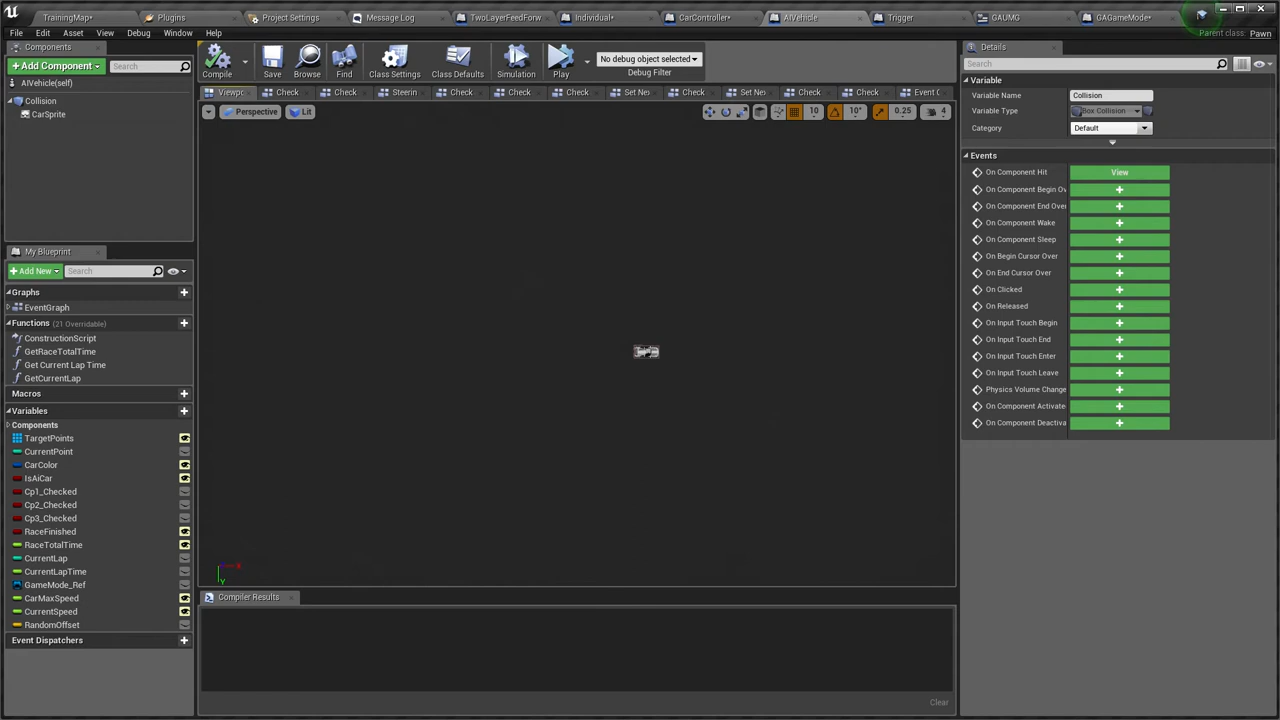 TrainingMap*
Plugins
Project Settings
Message Log
TwoLayerFeedForw
Individual*
CarController*
AIVehicle
Trigger
GAUMG
GAGameMode*
File Edit Asset View Debug Window Help
Parent class: Pawn
Components
Add Component
Search
AIVehicle(self)
Collision
CarSprite
Compile
Save
Browse
Find
Class Settings
Class Defaults
Simulation
Play
No debug object selected
Debug Filter
Viewpo
Check
Check
Steerin
Check
Check
Check
Set Ne
Check
Set Ne
Check
Check
Event G
Perspective
Lit
10
10°
0.25
4
X
Y
My Blueprint
Add New
Search
Graphs
EventGraph
Functions (21 Overridable)
ConstructionScript
GetRaceTotalTime
Get Current Lap Time
GetCurrentLap
Macros
Variables
Components
TargetPoints
CurrentPoint
CarColor
IsAiCar
Cp1_Checked
Cp2_Checked
Cp3_Checked
RaceFinished
RaceTotalTime
CurrentLap
CurrentLapTime
GameMode_Ref
CarMaxSpeed
CurrentSpeed
RandomOffset
Event Dispatchers
Compiler Results
Clear
Details
Search
Variable
Variable Name Collision
Variable Type Box Collision
Category Default
Events
On Component Hit View
On Component Begin Ov
On Component End Over
On Component Wake
On Component Sleep
On Begin Cursor Over
On End Cursor Over
On Clicked
On Released
On Input Touch Begin
On Input Touch End
On Input Touch Enter
On Input Touch Leave
Physics Volume Change
On Component Activate
On Component Deactiva